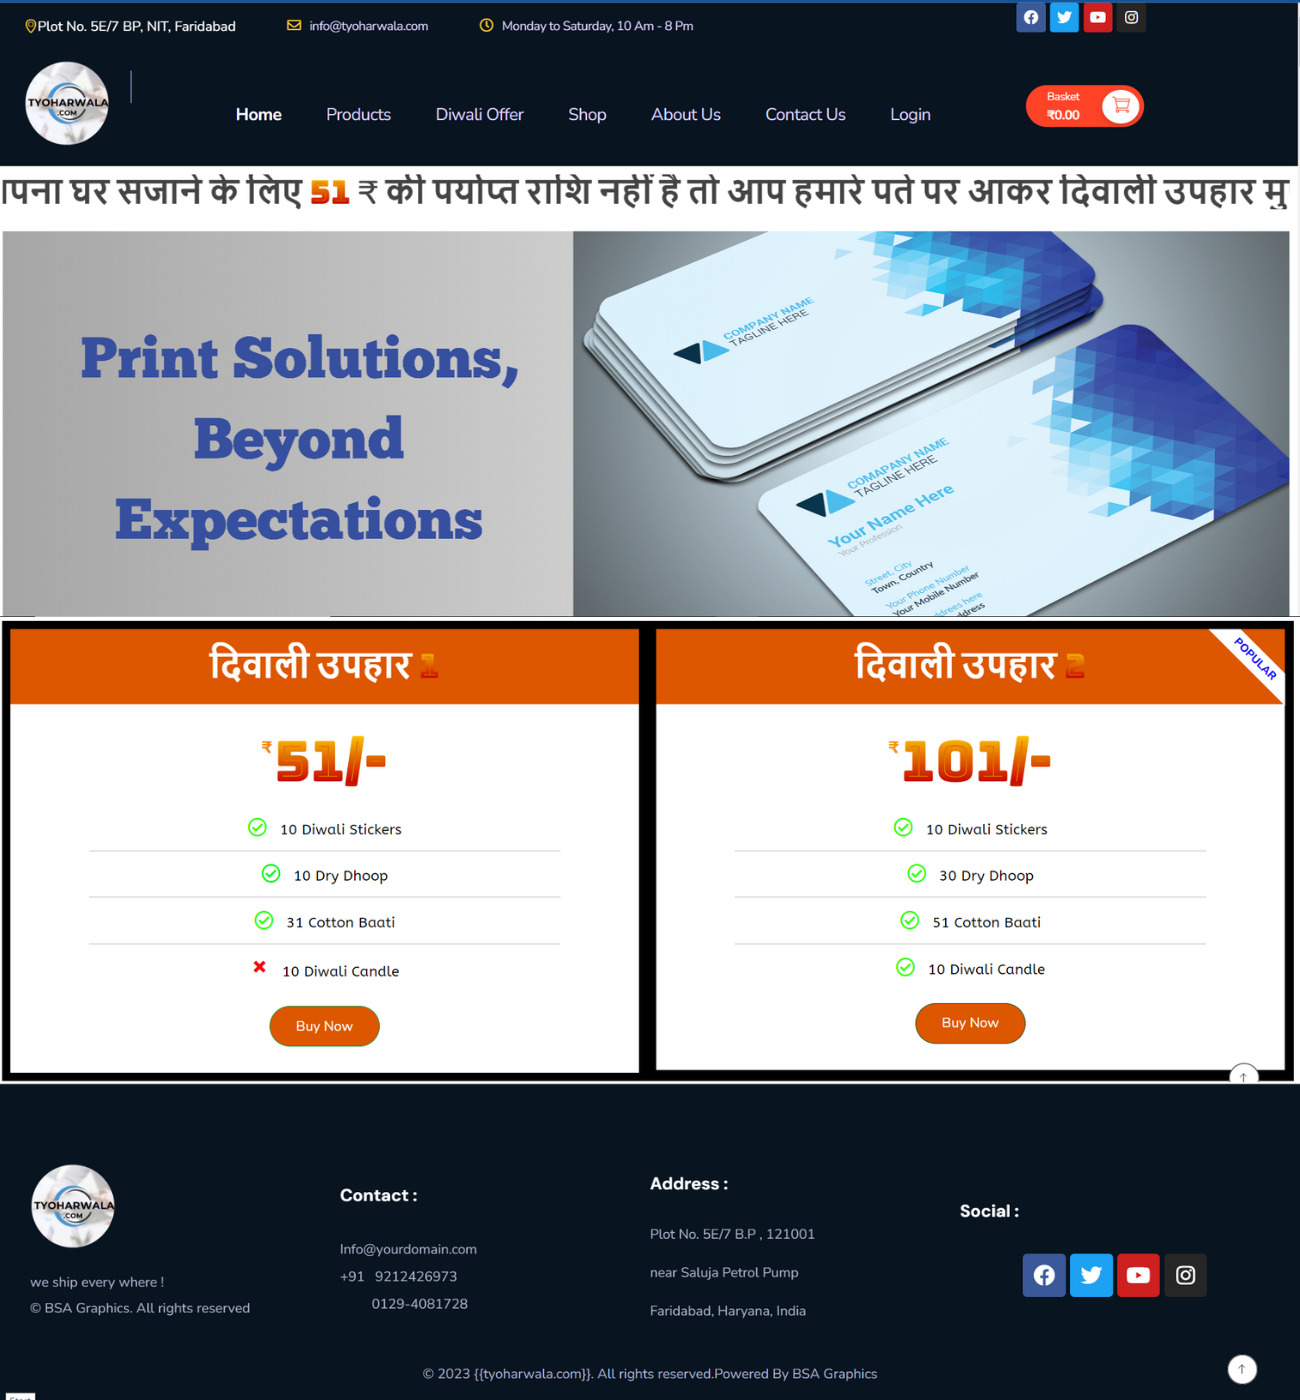 Plot No. 5E/7 BP, NIT, Faridabad
info@tyoharwala.com
Monday to Saturday, 10 Am - 8 Pm
TYOHARWALA
.COM
Home
Products
Diwali Offer
Shop
About Us
Contact Us
Login
Basket
₹0.00
घर सजाने के लिए 51 ₹ की पर्याप्त राशि नहीं है तो आप हमारे पते पर आकर दिवाली उपहार
Print Solutions,
Beyond
Expectations
COMPANY NAME
TAGLINE HERE
COMAPANY NAME
TAGLINE HERE
Your Name Here
Your Profession
Street, City
Town, Country
Your Phone Number
Your Mobile Number
दिवाली उपहार 1
₹51/-
10 Diwali Stickers
10 Dry Dhoop
31 Cotton Baati
10 Diwali Candle
Buy Now
दिवाली उपहार 2
POPULAR
₹101/-
10 Diwali Stickers
30 Dry Dhoop
51 Cotton Baati
10 Diwali Candle
Buy Now
TYOHARWALA
.COM
we ship every where !
© BSA Graphics. All rights reserved
Contact :
Info@yourdomain.com
+91 9212426973
0129-4081728
Address :
Plot No. 5E/7 B.P , 121001
near Saluja Petrol Pump
Faridabad, Haryana, India
Social :
© 2023 {{tyoharwala.com}}. All rights reserved.Powered By BSA Graphics